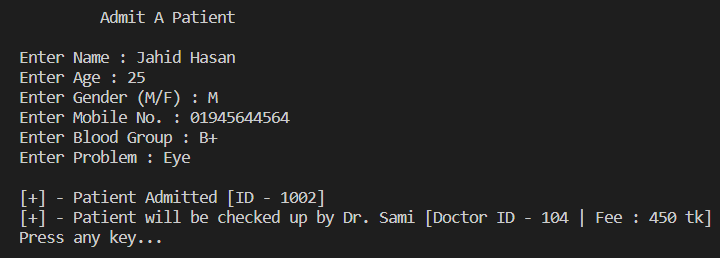 Admit A Patient
Enter Name : Jahid Hasan
Enter Age : 25
Enter Gender (M/F) : M
Enter Mobile No. : 01945644564
Enter Blood Group : B+
Enter Problem : Eye
[+] - Patient Admitted [ID - 1002]
[+] - Patient will be checked up by Dr. Sami [Doctor ID - 104 | Fee : 450 tk]
Press any key...